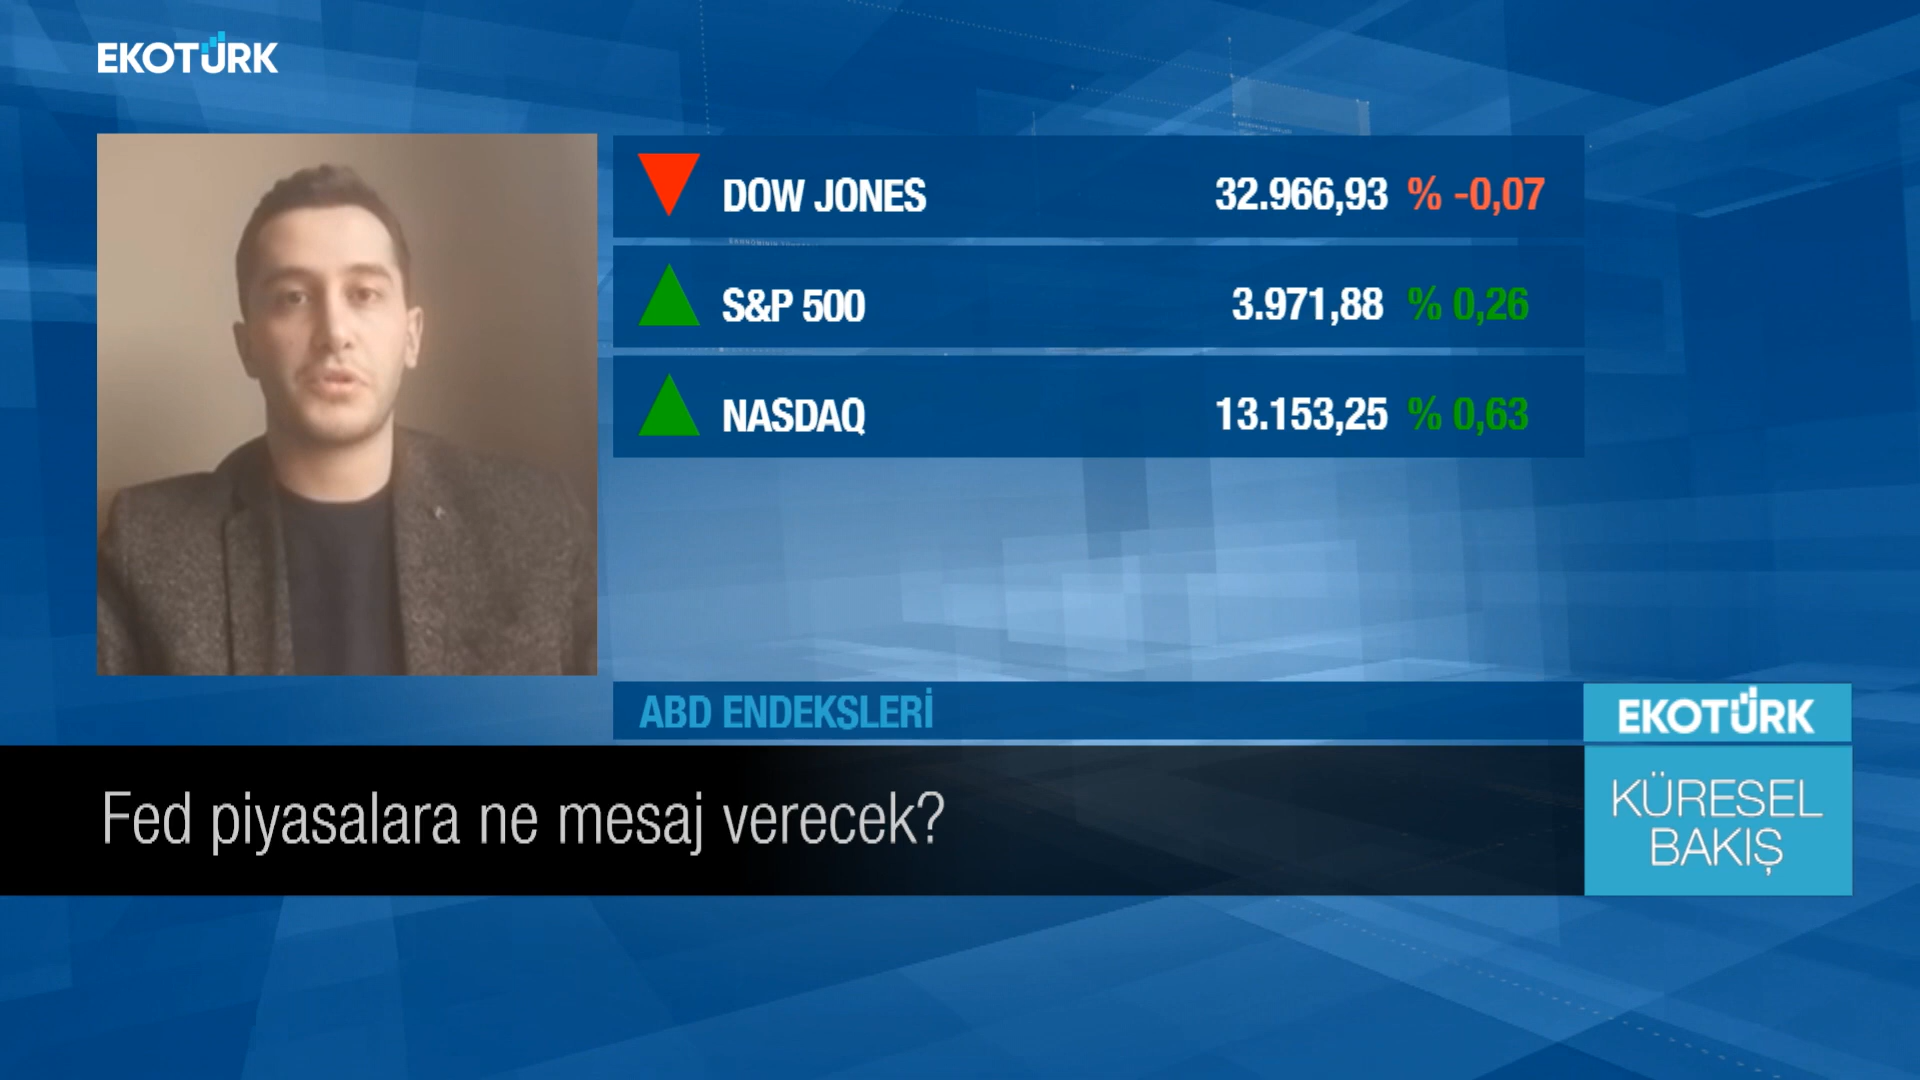 EKOTÜRK
DOW JONES 32.966,93 % -0,07
S&P 500 3.971,88 % 0,26
NASDAQ 13.153,25 % 0,63
ABD ENDEKSLERİ
EKOTÜRK
Fed piyasalara ne mesaj verecek?
KÜRESEL
BAKIŞ